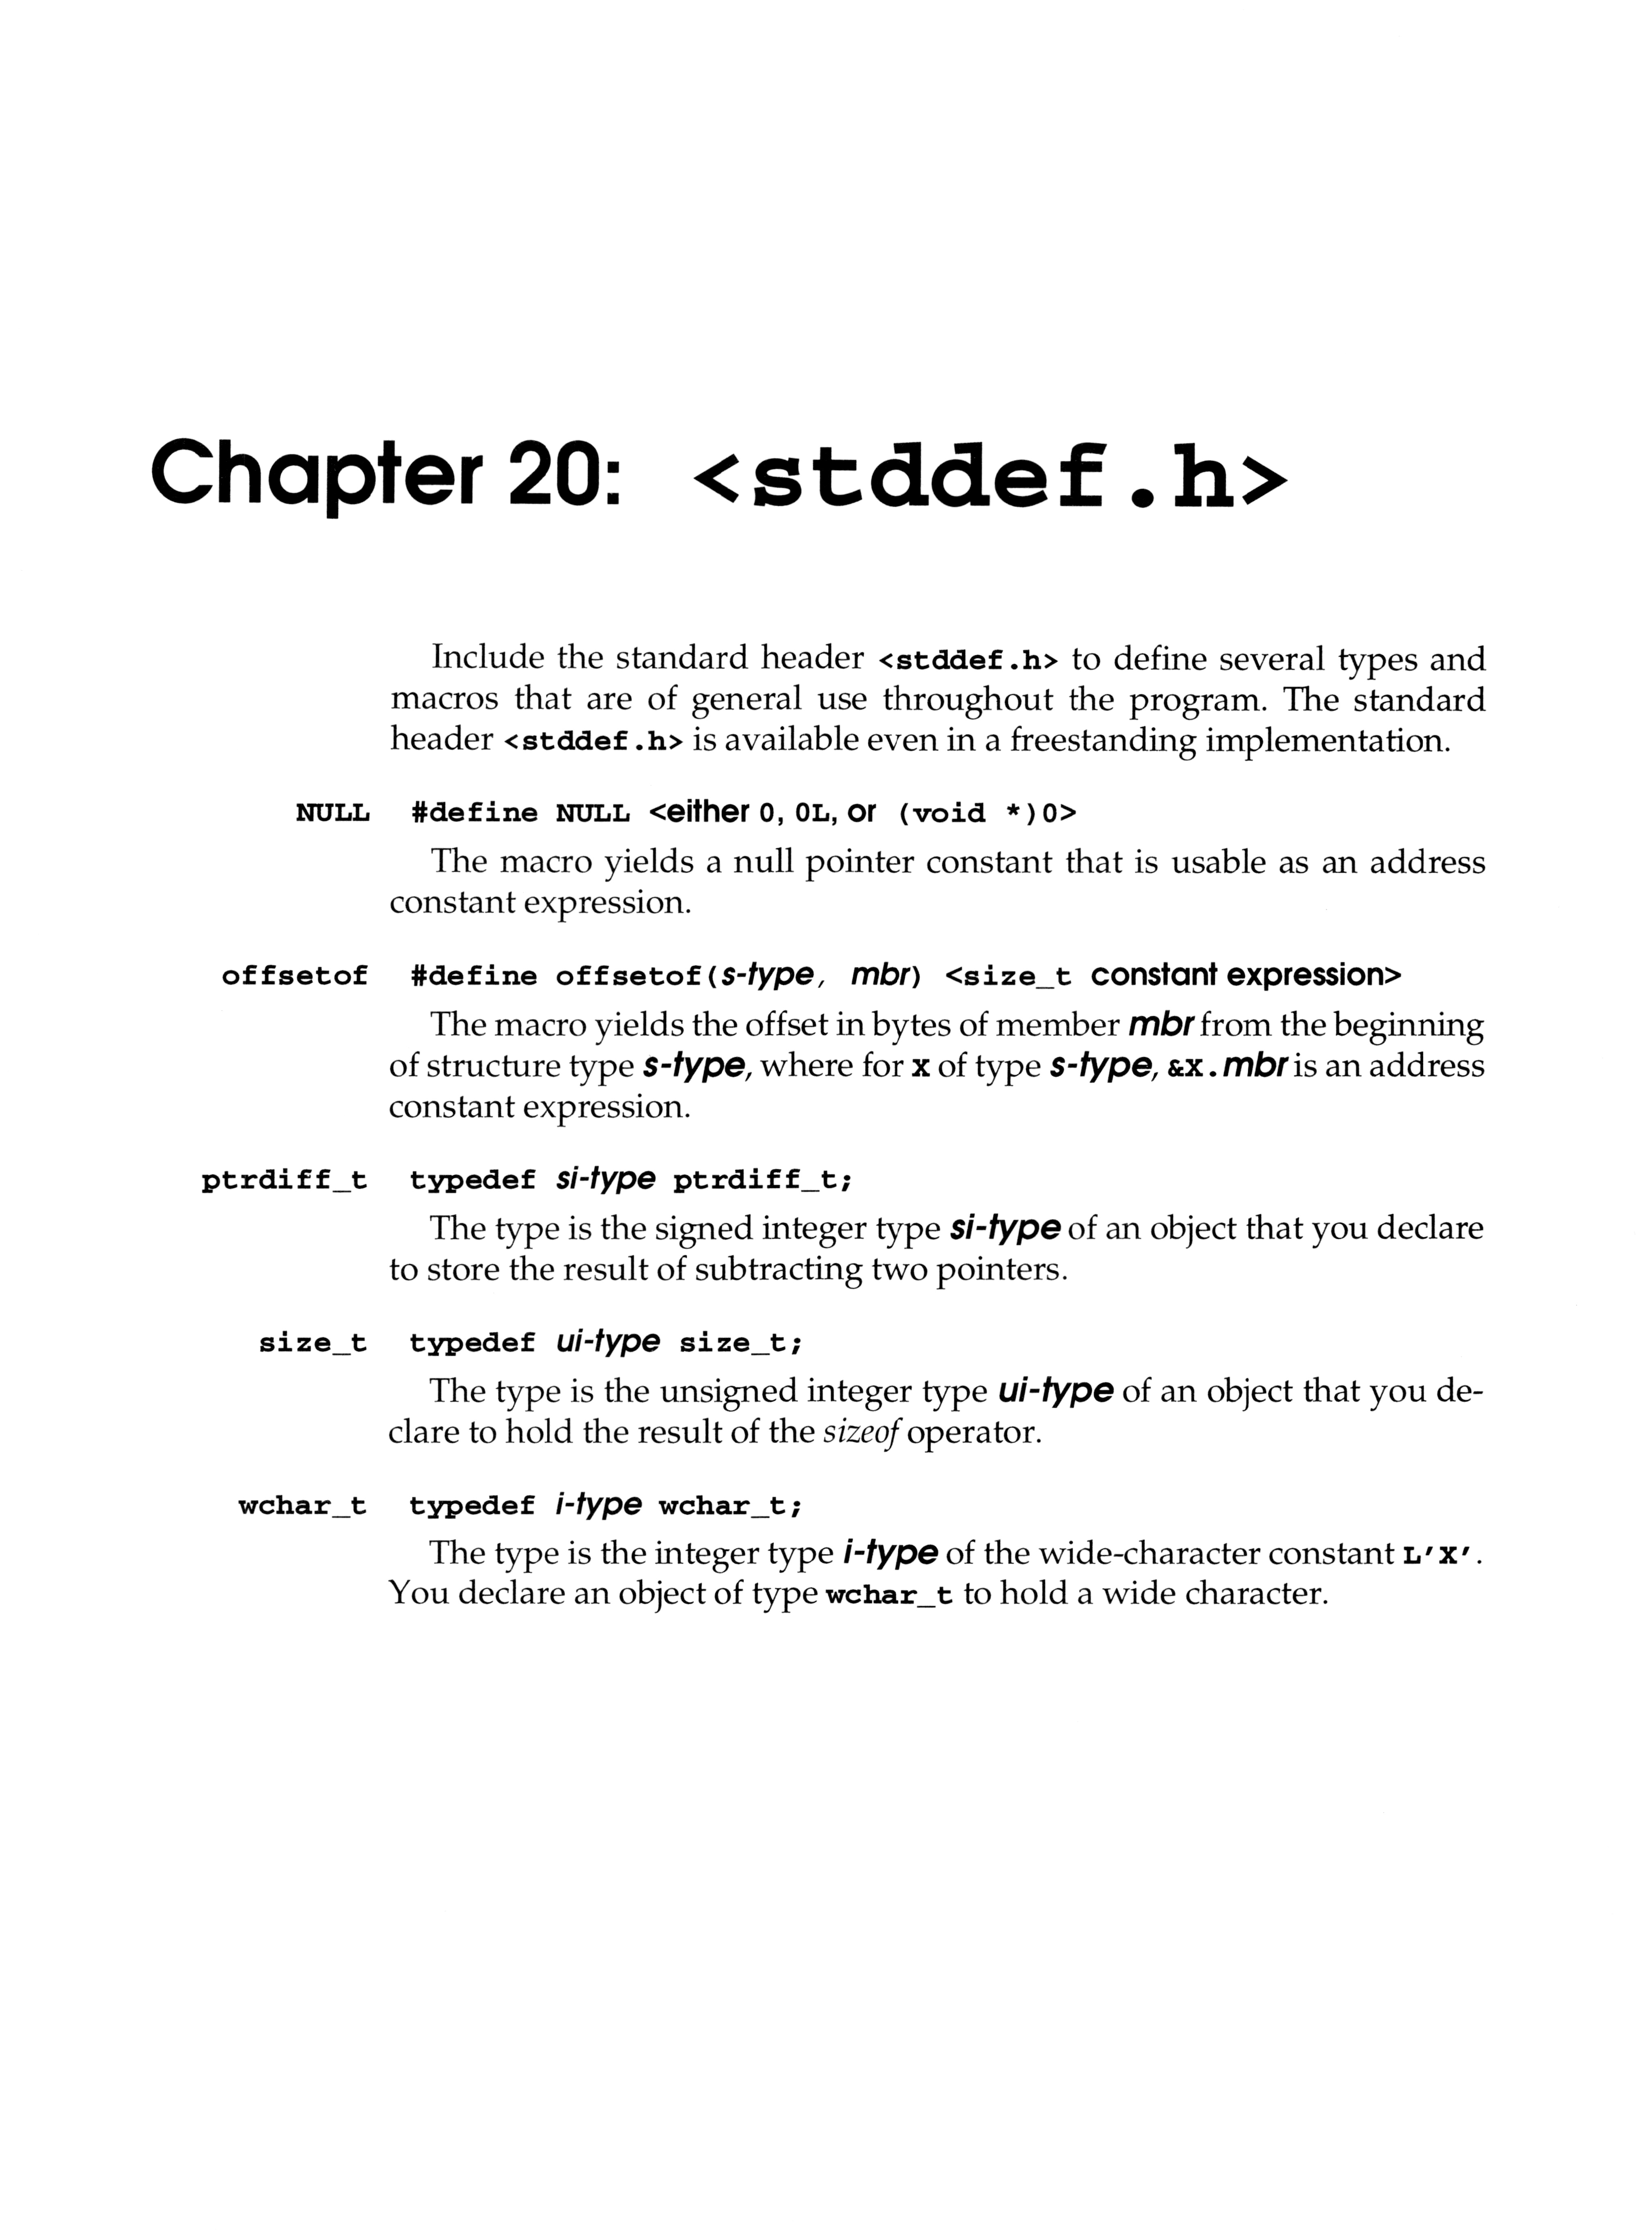 Chapter 20: <stddef.h>
Include the standard header <stddef.h> to define several types and
macros that are of general use throughout the program. The standard
header <stddef.h> is available even in a freestanding implementation.
NULL #define NULL <either 0, 0L, or (void *)0>
The macro yields a null pointer constant that is usable as an address
constant expression.
offsetof #define offsetof(s-type, mbr) <size_t constant expression>
The macro yields the offset in bytes of member mbr from the beginning
of structure type s-type, where for X of type s-type, &X.mbr is an address
constant expression.
ptrdiff_t typedef si-type ptrdiff_t;
The type is the signed integer type si-type of an object that you declare
to store the result of subtracting two pointers.
size_t typedef ui-type size_t;
The type is the unsigned integer type ui-type of an object that you de-
clare to hold the result of the sizeof operator.
wchar_t typedef i-type wchar_t;
The type is the integer type i-type of the wide-character constant L'X'.
You declare an object of type wchar_t to hold a wide character.